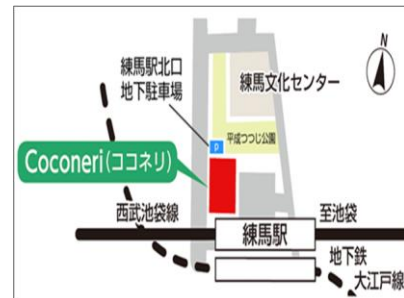 N
練馬駅北口
地下駐車場
練馬文化センター
P
平成つつじ公園
Coconeri(ココネリ)
西武池袋線
至池袋
練馬駅
地下鉄
大江戸線